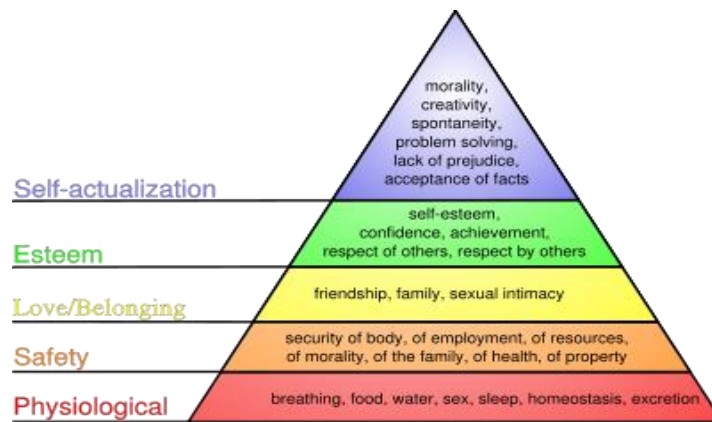 morality,
creativity,
spontaneity,
problem solving,
lack of prejudice,
acceptance of facts
Self-actualization
self-esteem,
confidence, achievement,
respect of others, respect by others
Esteem
friendship, family, sexual intimacy
Love/Belonging
security of body, of employment, of resources,
of morality, of the family, of health, of property
Safety
breathing, food, water, sex, sleep, homeostasis, excretion
Physiological